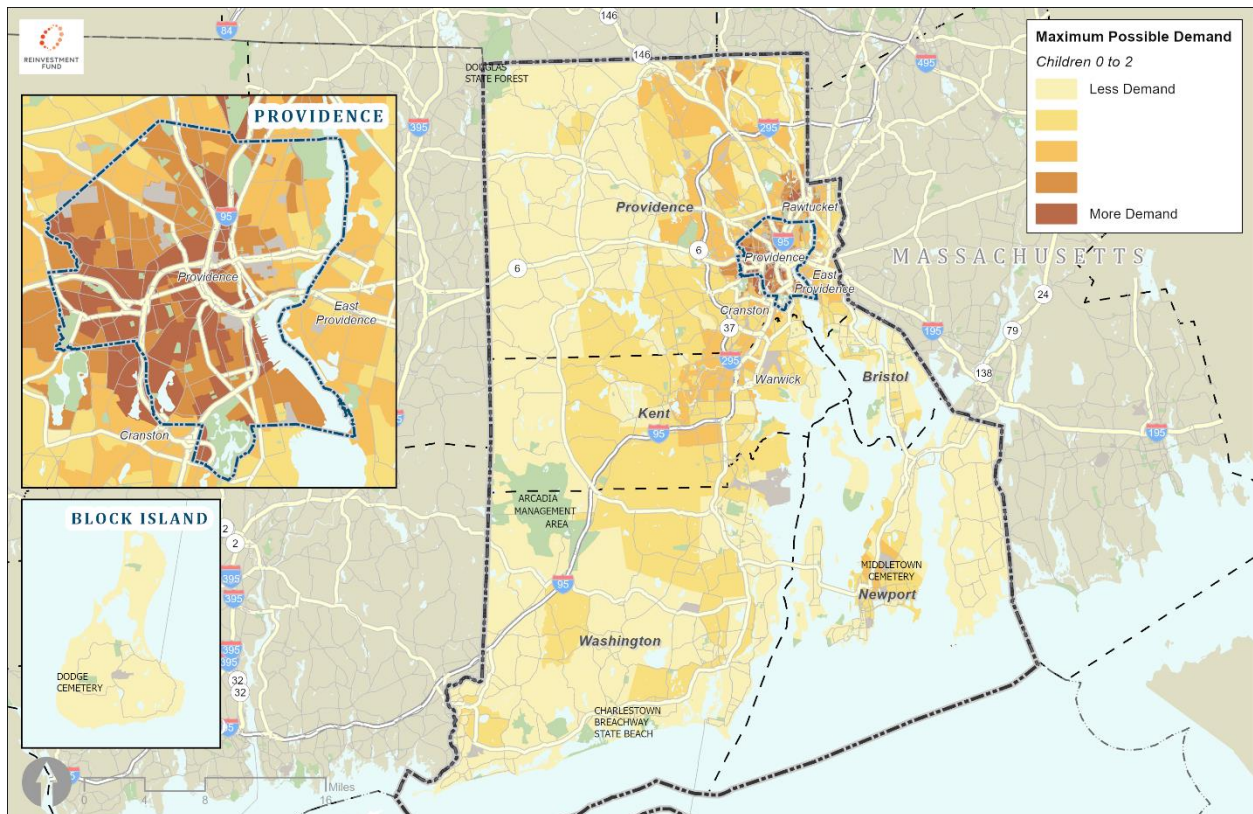 REINVESTMENT
FUND
84
146
146
495
395
DOUGLAS
STATE FOREST
295
Maximum Possible Demand
Children 0 to 2
Less Demand
More Demand
PROVIDENCE
95
Providence
East
Providence
Cranston
Providence
Pawtucket
95
6
6
Providence
East
Providence
Cranston
37
MASSACHUSETTS
24
79
195
138
195
295
Warwick
Bristol
Kent
95
ARCADIA
MANAGEMENT
AREA
95
MIDDLETOWN
CEMETERY
Newport
Washington
CHARLESTOWN
BREACHWAY
STATE BEACH
BLOCK ISLAND
DODGE
CEMETERY
2
2
395
395
395
395
32
32
0
4
8
16
Miles